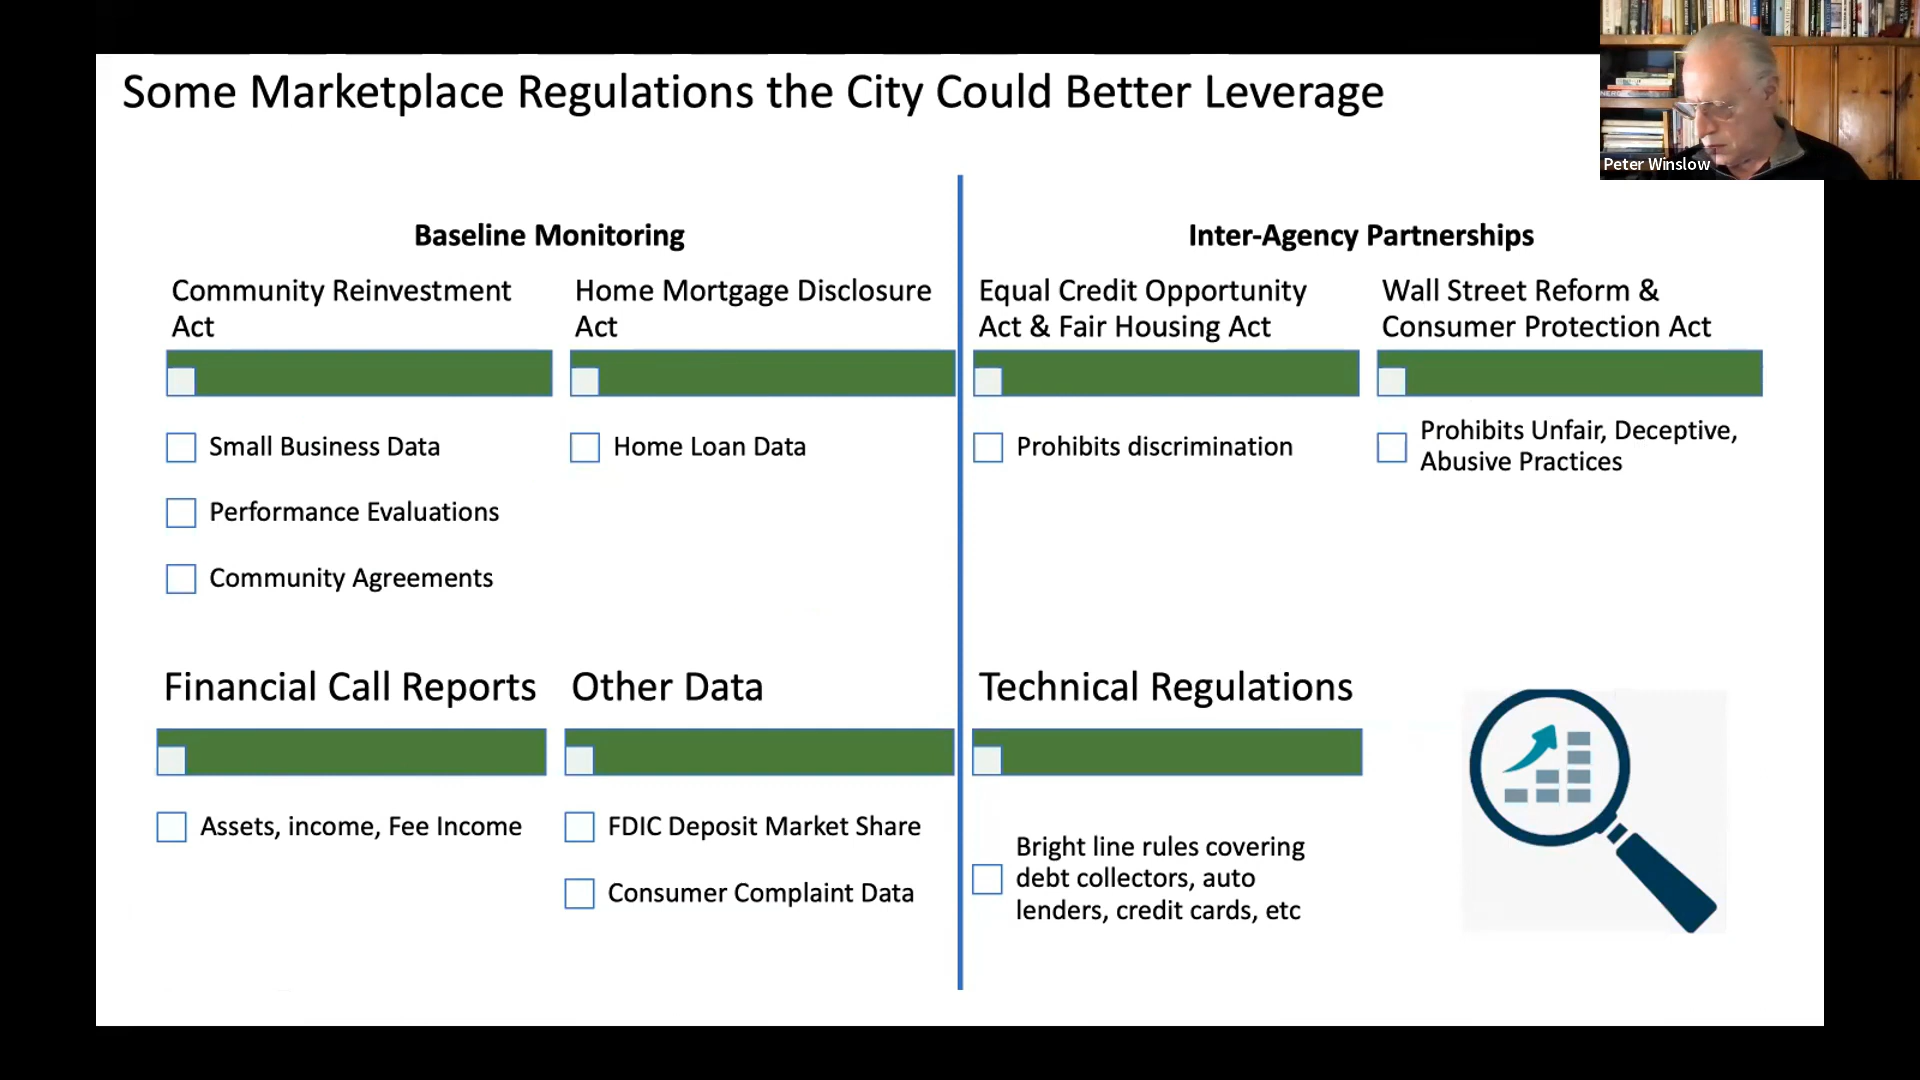 Some Marketplace Regulations the City Could Better Leverage
Peter Winslow
Baseline Monitoring
Community Reinvestment
Act
Small Business Data
Performance Evaluations
Community Agreements
Home Mortgage Disclosure
Act
Home Loan Data
Financial Call Reports
Assets, income, Fee Income
Other Data
FDIC Deposit Market Share
Consumer Complaint Data
Inter-Agency Partnerships
Equal Credit Opportunity
Act & Fair Housing Act
Prohibits discrimination
Wall Street Reform &
Consumer Protection Act
Prohibits Unfair, Deceptive,
Abusive Practices
Technical Regulations
Bright line rules covering
debt collectors, auto
lenders, credit cards, etc